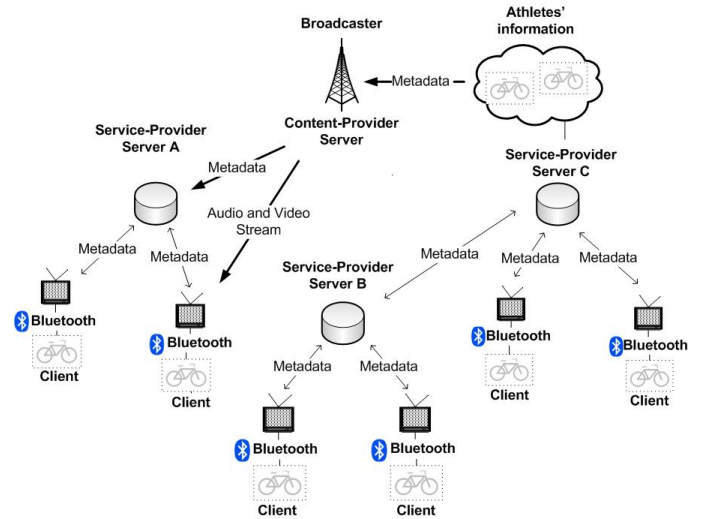 Athletes'
information
Broadcaster
Metadata
Content-Provider
Server
Service-Provider
Server A
Metadata
Service-Provider
Server C
Audio and Video
Stream
Metadata
Metadata
Metadata
Metadata
Metadata
Service-Provider
Server B
Bluetooth
Client
Bluetooth
Client
Bluetooth
Client
Bluetooth
Client
Metadata
Metadata
Bluetooth
Client
Bluetooth
Client